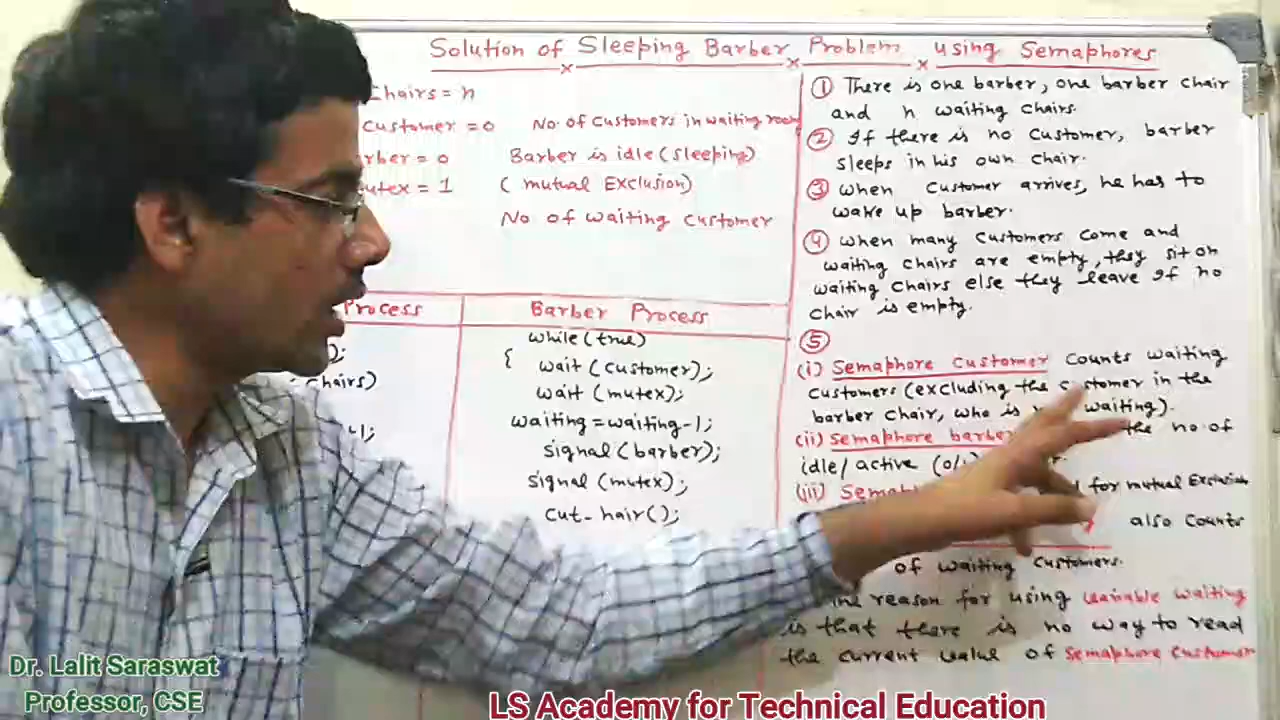 Solution of Sleeping Barber Problem using Semaphores
Chairs = n
Customer = 0 No. of Customers in waiting room
rber = 0 Barber is idle (Sleeping)
utex = 1 ( mutual Exclusion)
No of waiting customer
Process
Barber Process
);
Chairs)
+1;
while (true)
{ wait (customer);
wait (mutex);
waiting = waiting-1;
signal (barber);
signal (mutex);
cut_hair();
① There is one barber, one barber chair
and n waiting chairs.
② If there is no customer, barber
sleeps in his own chair.
③ When customer arrives, he has to
wake up barber.
④ When many customers come and
waiting chairs are empty, they sit on
waiting chairs else they leave if no
chair is empty.
⑤
(i) Semaphore Customer Counts waiting
customers (excluding the customer in the
barber chair, who is waiting).
(ii) Semaphore barber the no. of
idle/ active
(iii) for mutual Exclusion
also Counts
of waiting customers.
reason for using variable waiting
is that there is no way to read
the current value of Semaphore Customer
Dr. Lalit Saraswat
Professor, CSE
LS Academy for Technical Education